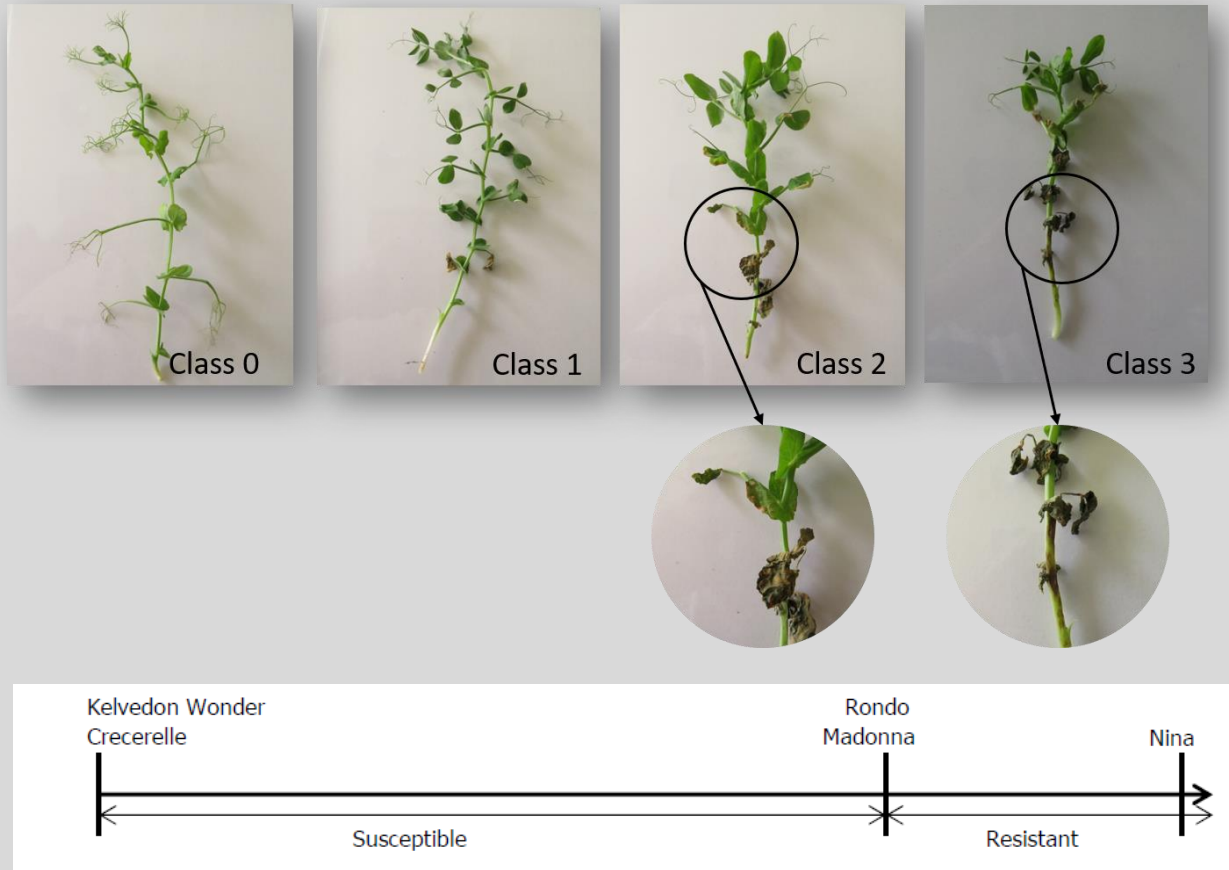 Class 0
Class 1
Class 2
Class 3
Kelvedon Wonder
Crecerelle
Rondo
Madonna
Nina
Susceptible
Resistant